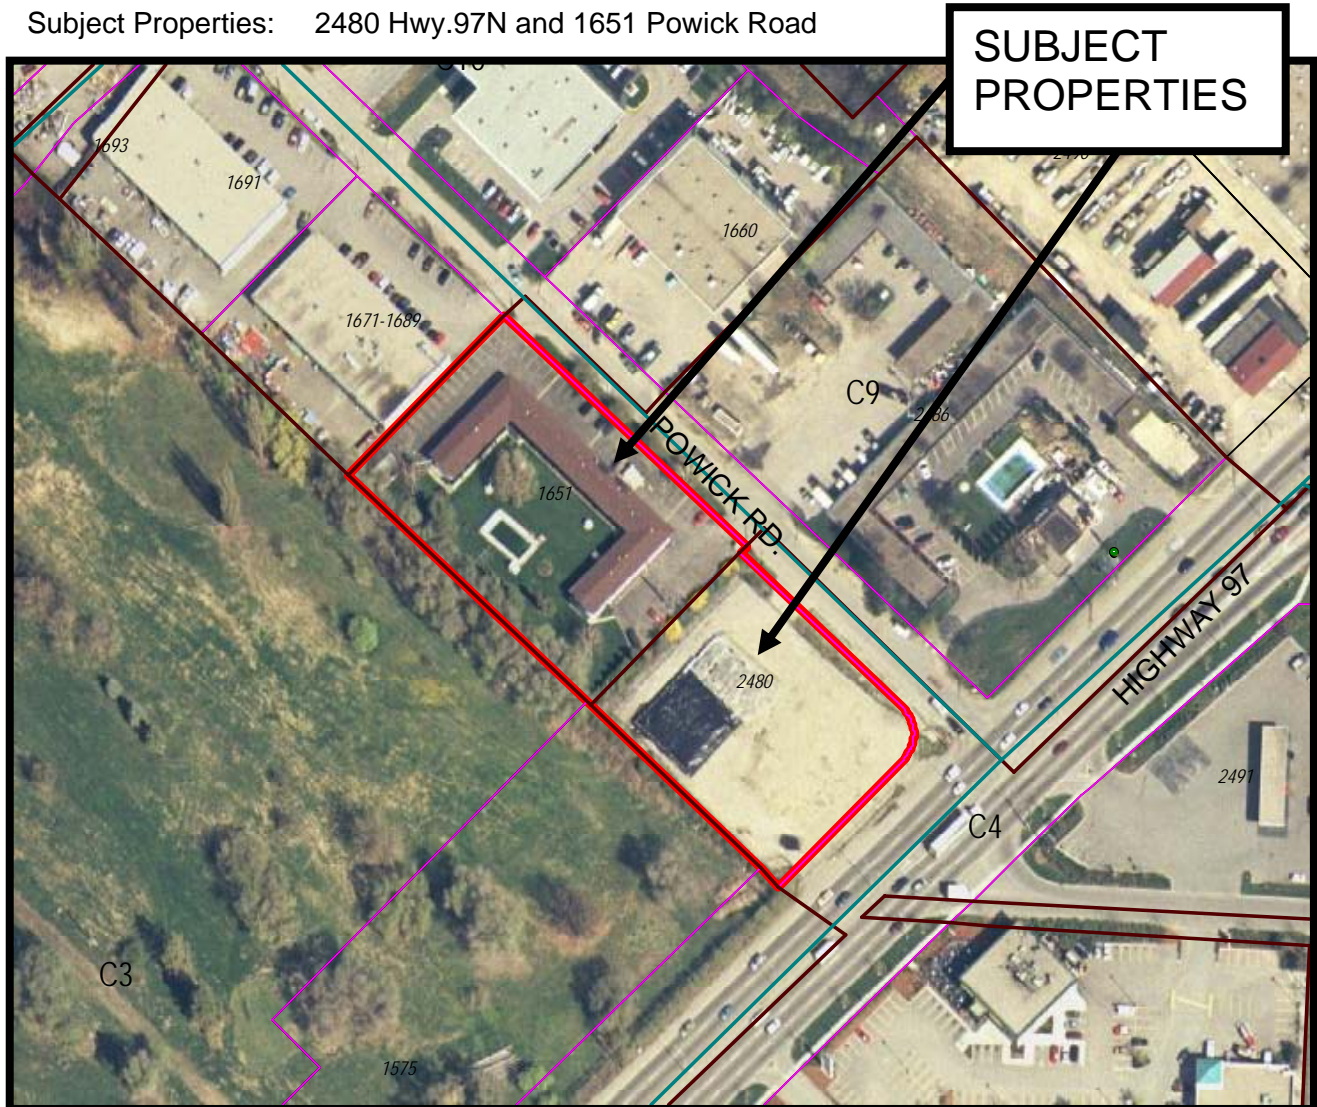 Subject Properties: 2480 Hwy.97N and 1651 Powick Road
SUBJECT
PROPERTIES
1693
1691
1660
1671-1689
C9
2486
POWICK RD.
1651
2480
HIGHWAY 97
2491
C4
C3
1575